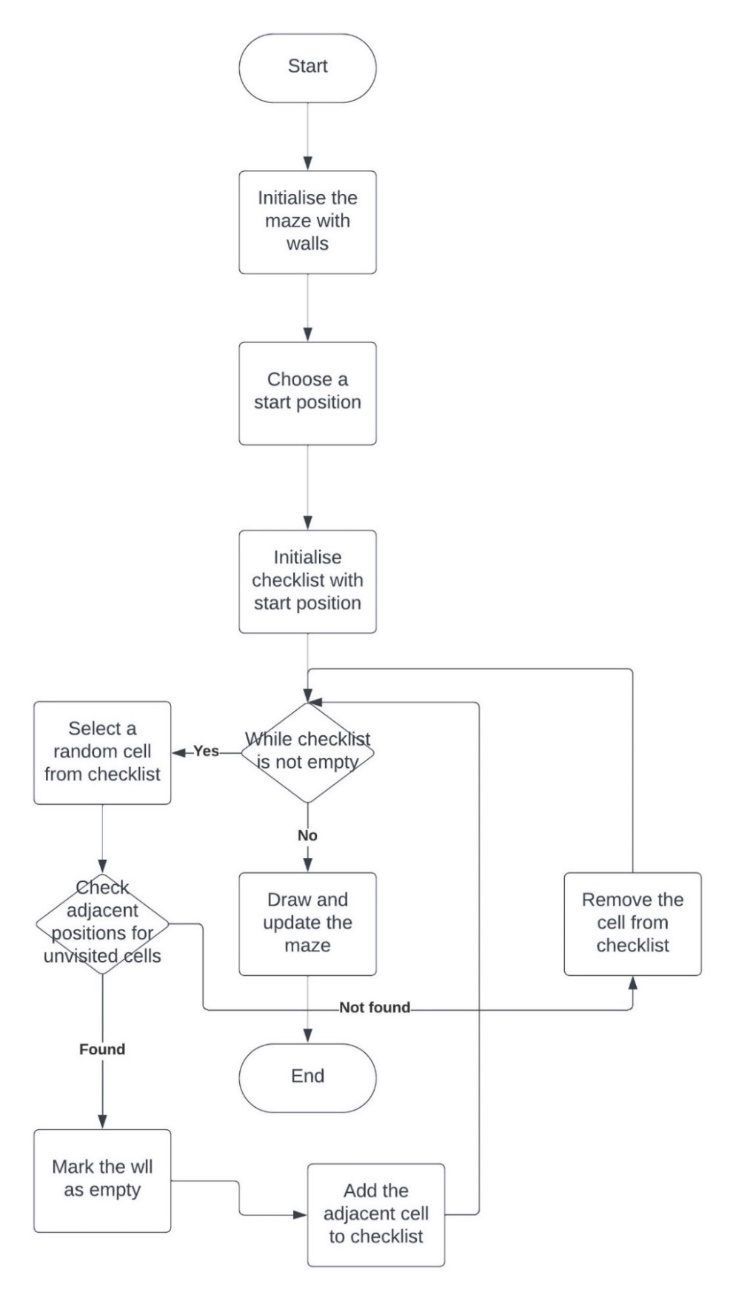 Start
Initialise the
maze with
walls
Choose a
start position
Initialise
checklist with
start position
While checklist
is not empty
Yes
Select a
random cell
from checklist
No
Check
adjacent
positions for
unvisited cells
Draw and
update the
maze
Remove the
cell from
checklist
Not found
Found
End
Mark the wll
as empty
Add the
adjacent cell
to checklist